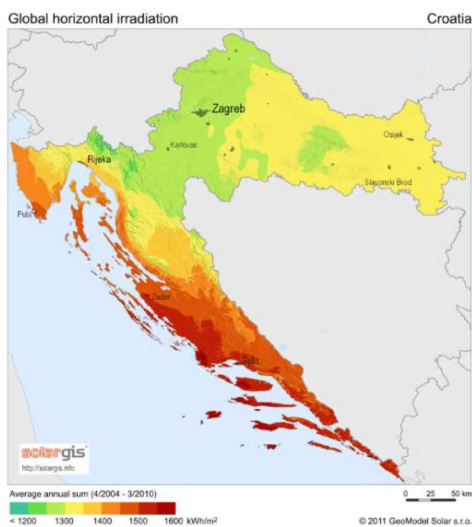 Global horizontal irradiation Croatia
Zagreb
Karlovac
Osijek
Rijeka
Slavonski Brod
Pula
Zadar
Split
solargis
http://solargis.info
Average annual sum (4/2004 - 3/2010)
0 25 50 km
< 1200 1300 1400 1500 1600 kWh/m²
© 2011 GeoModel Solar s.r.o.